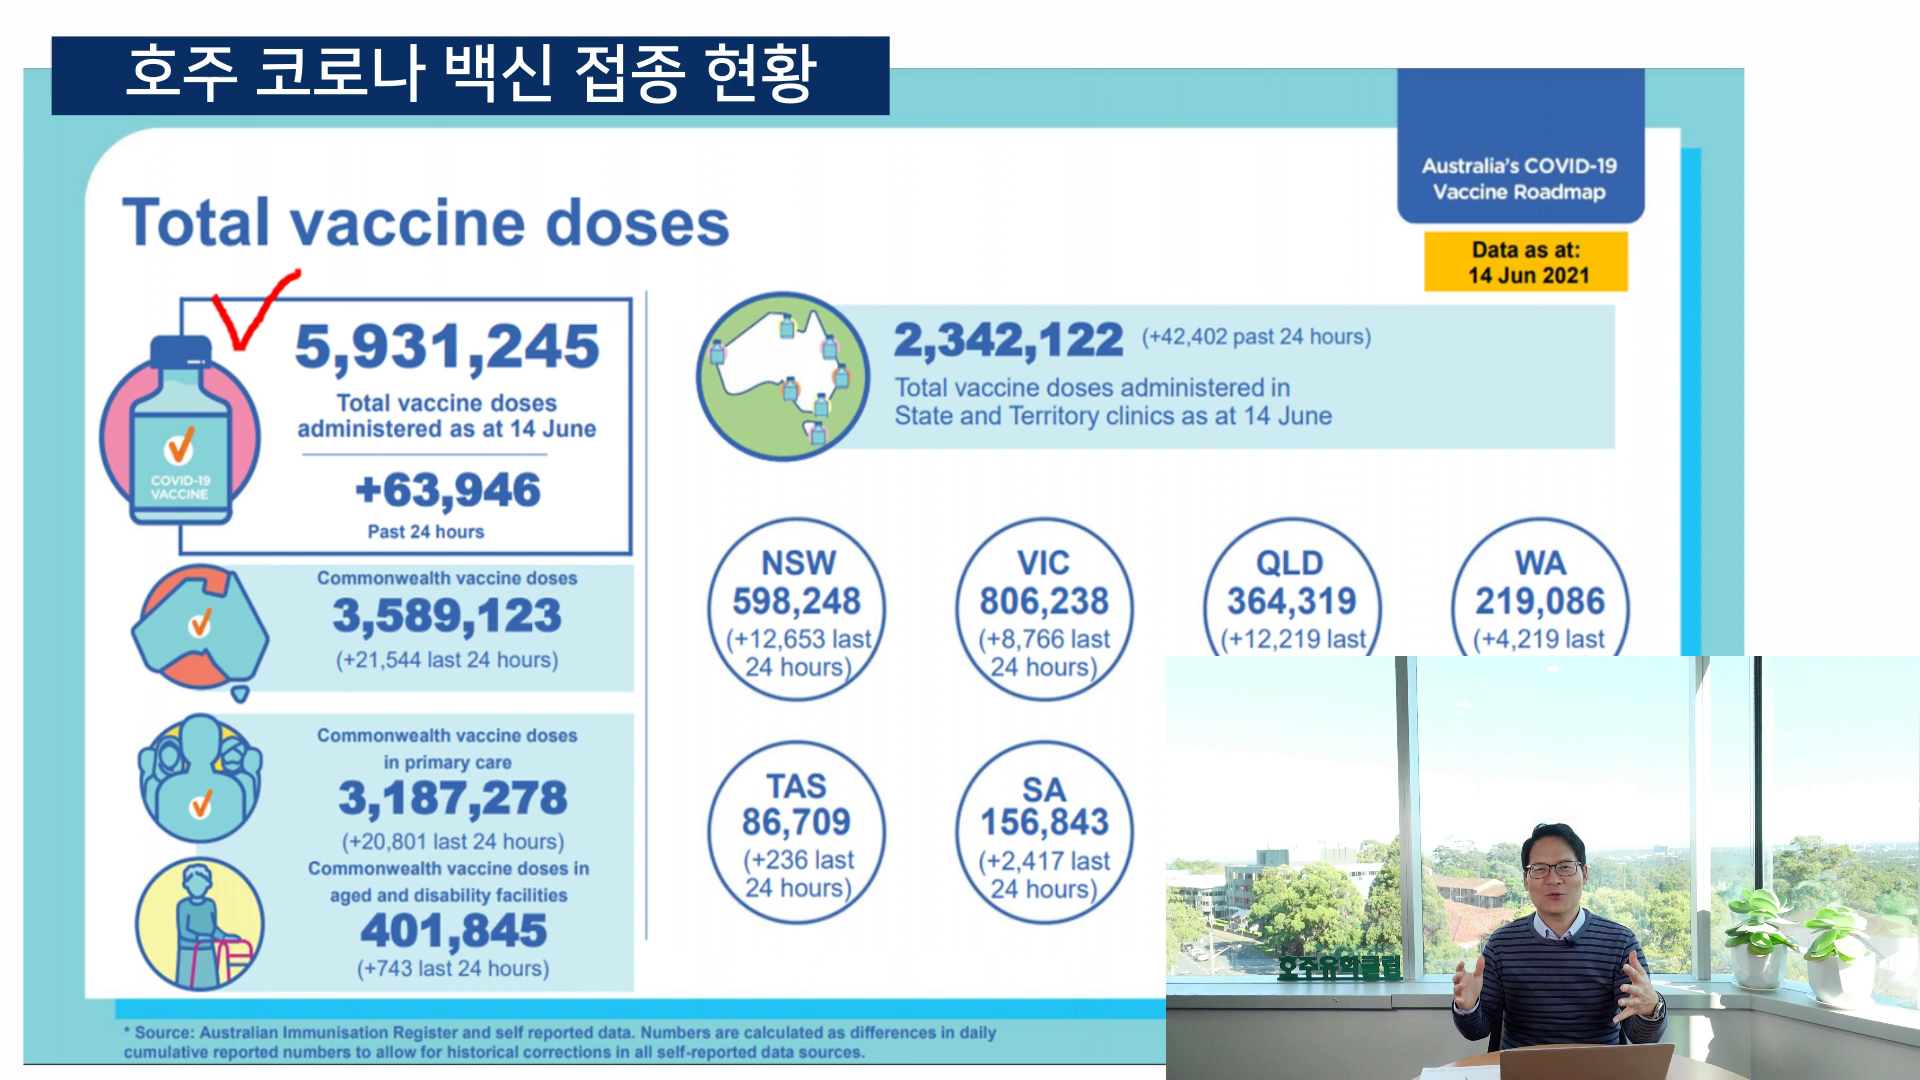 호주 코로나 백신 접종 현황
Australia's COVID-19
Vaccine Roadmap
Data as at:
14 Jun 2021
Total vaccine doses
5,931,245
Total vaccine doses
administered as at 14 June
+63,946
Past 24 hours
COVID-19
VACCINE
Commonwealth vaccine doses
3,589,123
(+21,544 last 24 hours)
Commonwealth vaccine doses
in primary care
3,187,278
(+20,801 last 24 hours)
Commonwealth vaccine doses in
aged and disability facilities
401,845
(+743 last 24 hours)
2,342,122 (+42,402 past 24 hours)
Total vaccine doses administered in
State and Territory clinics as at 14 June
NSW
598,248
(+12,653 last
24 hours)
VIC
806,238
(+8,766 last
24 hours)
QLD
364,319
(+12,219 last
WA
219,086
(+4,219 last
TAS
86,709
(+236 last
24 hours)
SA
156,843
(+2,417 last
24 hours)
호주유학클럽
* Source: Australian Immunisation Register and self reported data. Numbers are calculated as differences in daily
cumulative reported numbers to allow for historical corrections in all self-reported data sources.